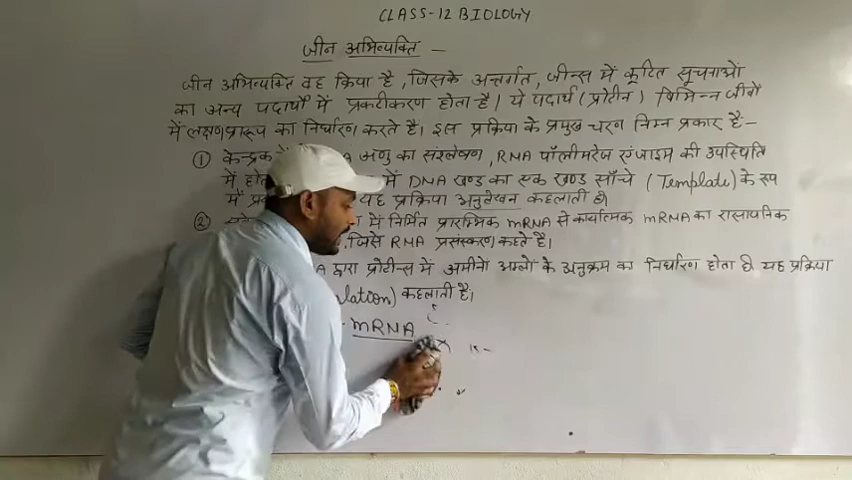 CLASS-12 BIOLOGY
जीन अभिव्यक्ति —
जीन अभिव्यक्ति वह क्रिया है, जिसके अन्तर्गत, जीन्स में कूटित सूचनाओं
का अन्य पदार्थों में प्रकटीकरण होता है। ये पदार्थ (प्रोटीन) विभिन्न जीवों
में लक्षणप्रारूप का निर्धारण करते है। इस प्रक्रिया के प्रमुख चरण निम्न प्रकार है:-
① केन्द्रक अणु का संश्लेषण, RNA पॉलीमरेज एंजाइम की उपस्थिति
में में DNA खण्ड का एक खण्ड साँचे (Template) के रूप
में यह प्रक्रिया अनुलेखन कहलाती है।
② में निर्मित प्रारम्भिक mRNA से कार्यात्मक mRNA का रासायनिक
, जिसे RNA प्रसंस्करण कहते है।
A द्वारा प्रोटीन्स में अमीनो अम्लों के अनुक्रम का निर्धारण होता है। यह प्रक्रिया
lation) कहलाती है।
mRNA